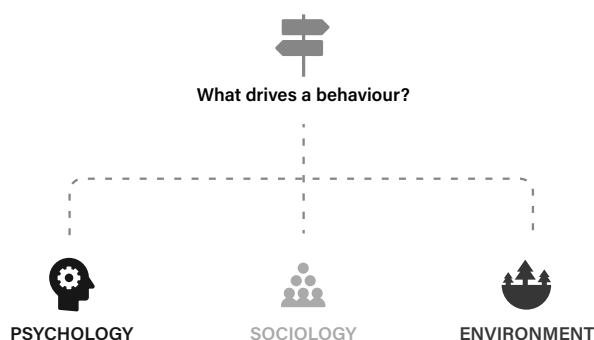 What drives a behaviour?
PSYCHOLOGY
SOCIOLOGY
ENVIRONMENT